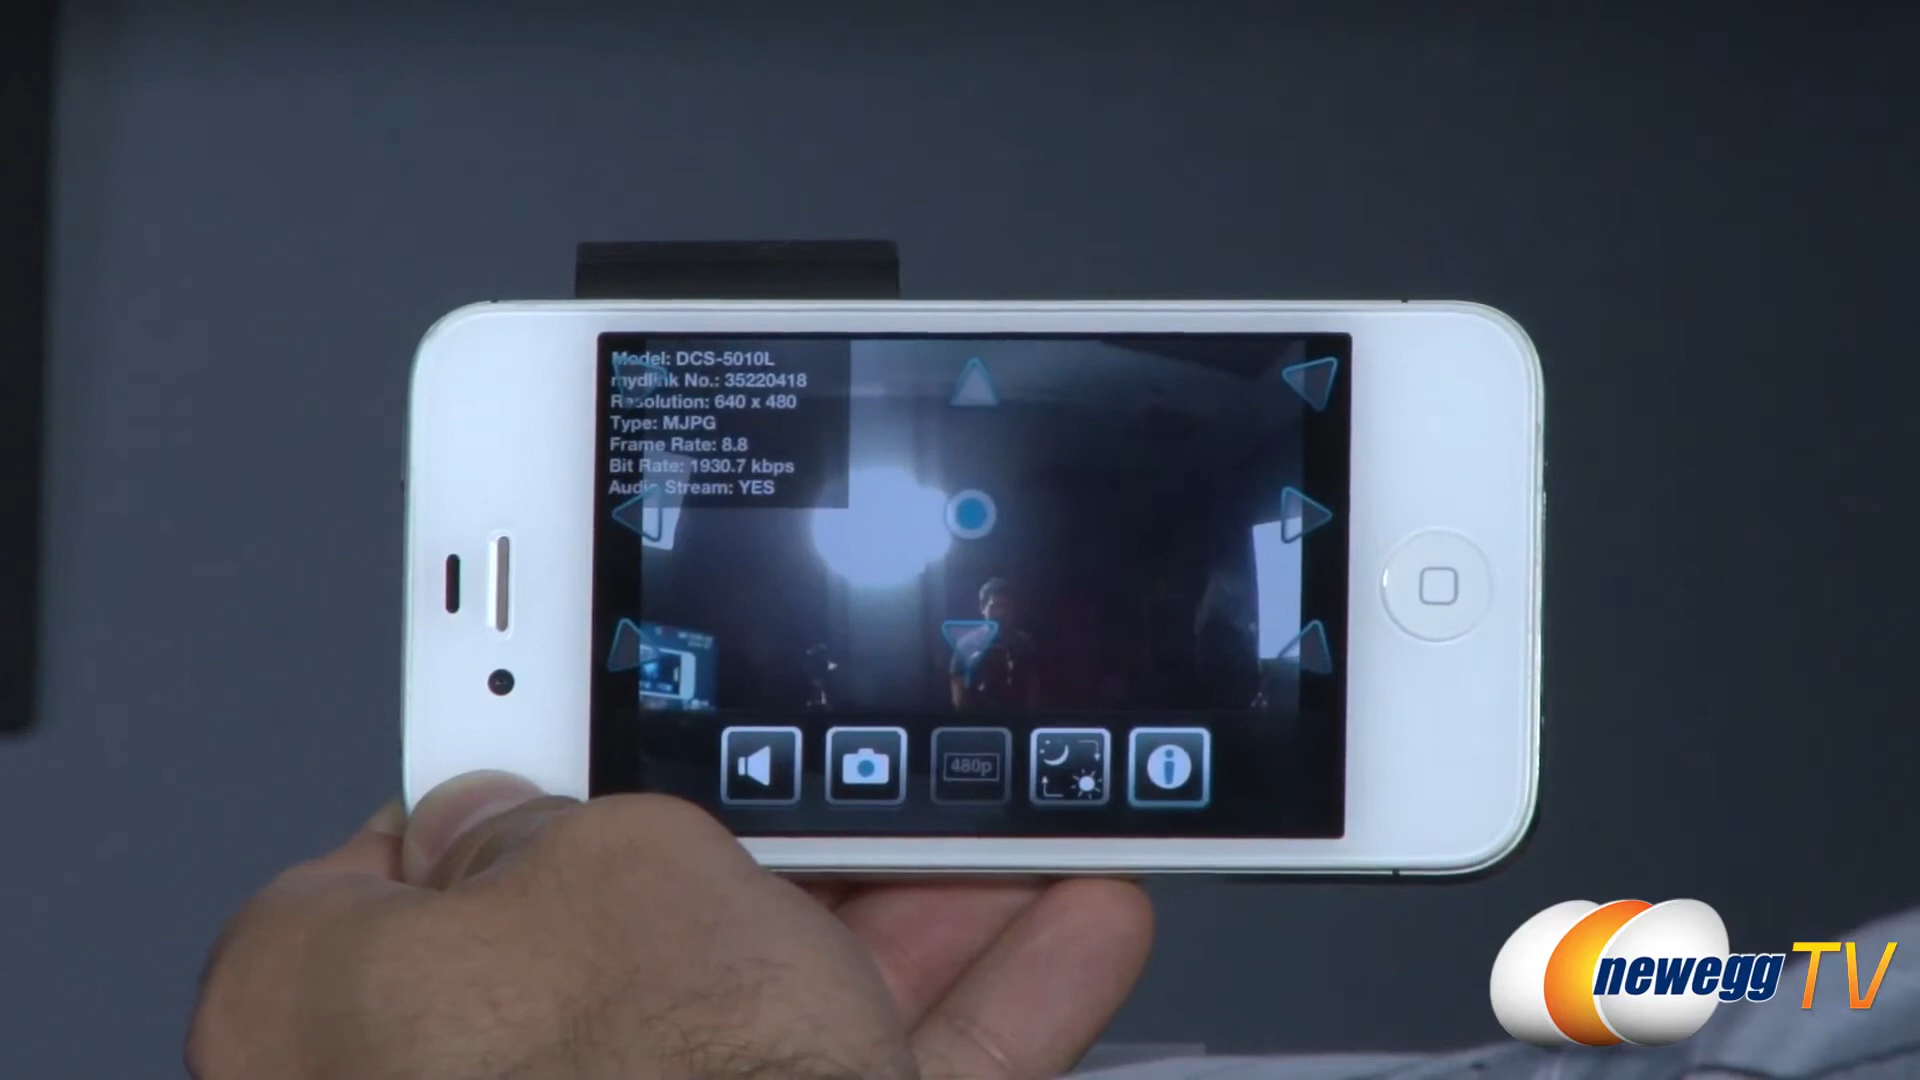 Model: DCS-5010L
mydlink No.: 35220418
Resolution: 640 x 480
Type: MJPG
Frame Rate: 8.8
Bit Rate: 1930.7 kbps
Audio Stream: YES
480p
newegg TV